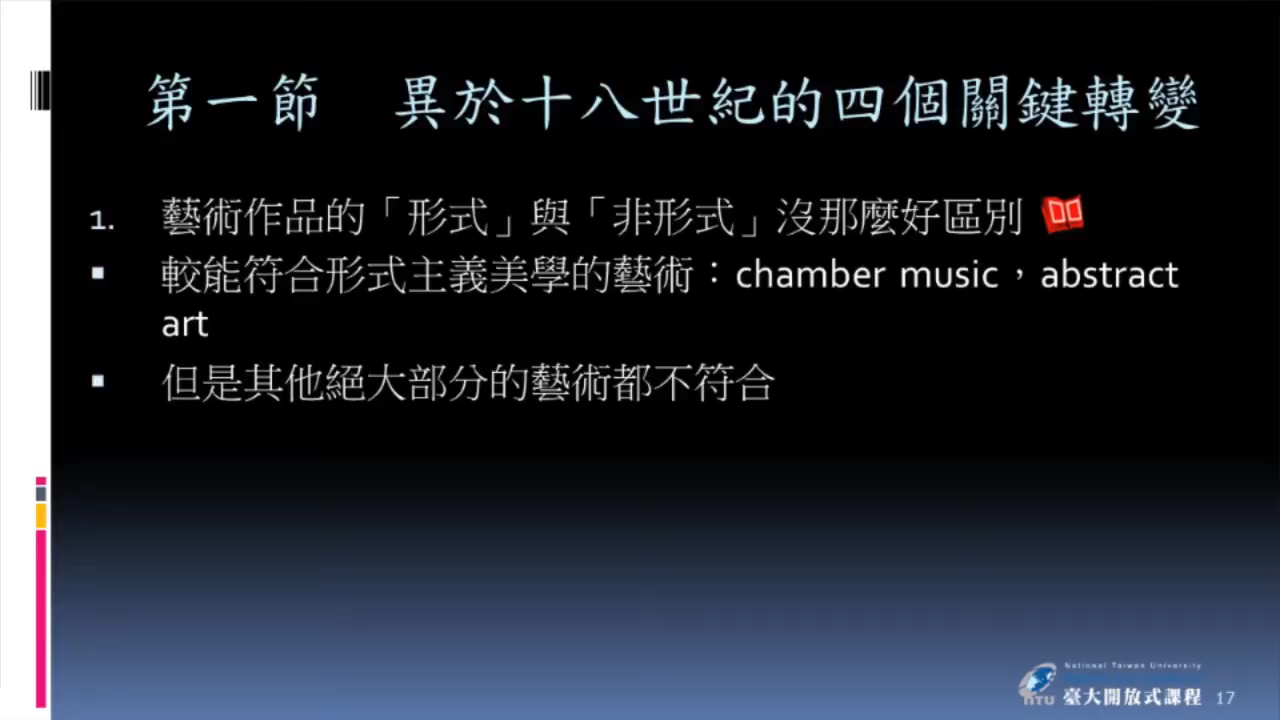 第一節　異於十八世紀的四個關鍵轉變
1. 藝術作品的「形式」與「非形式」沒那麼好區別
▪ 較能符合形式主義美學的藝術：chamber music，abstract
art
▪ 但是其他絕大部分的藝術都不符合
National Taiwan University
NTU 臺大開放式課程 17